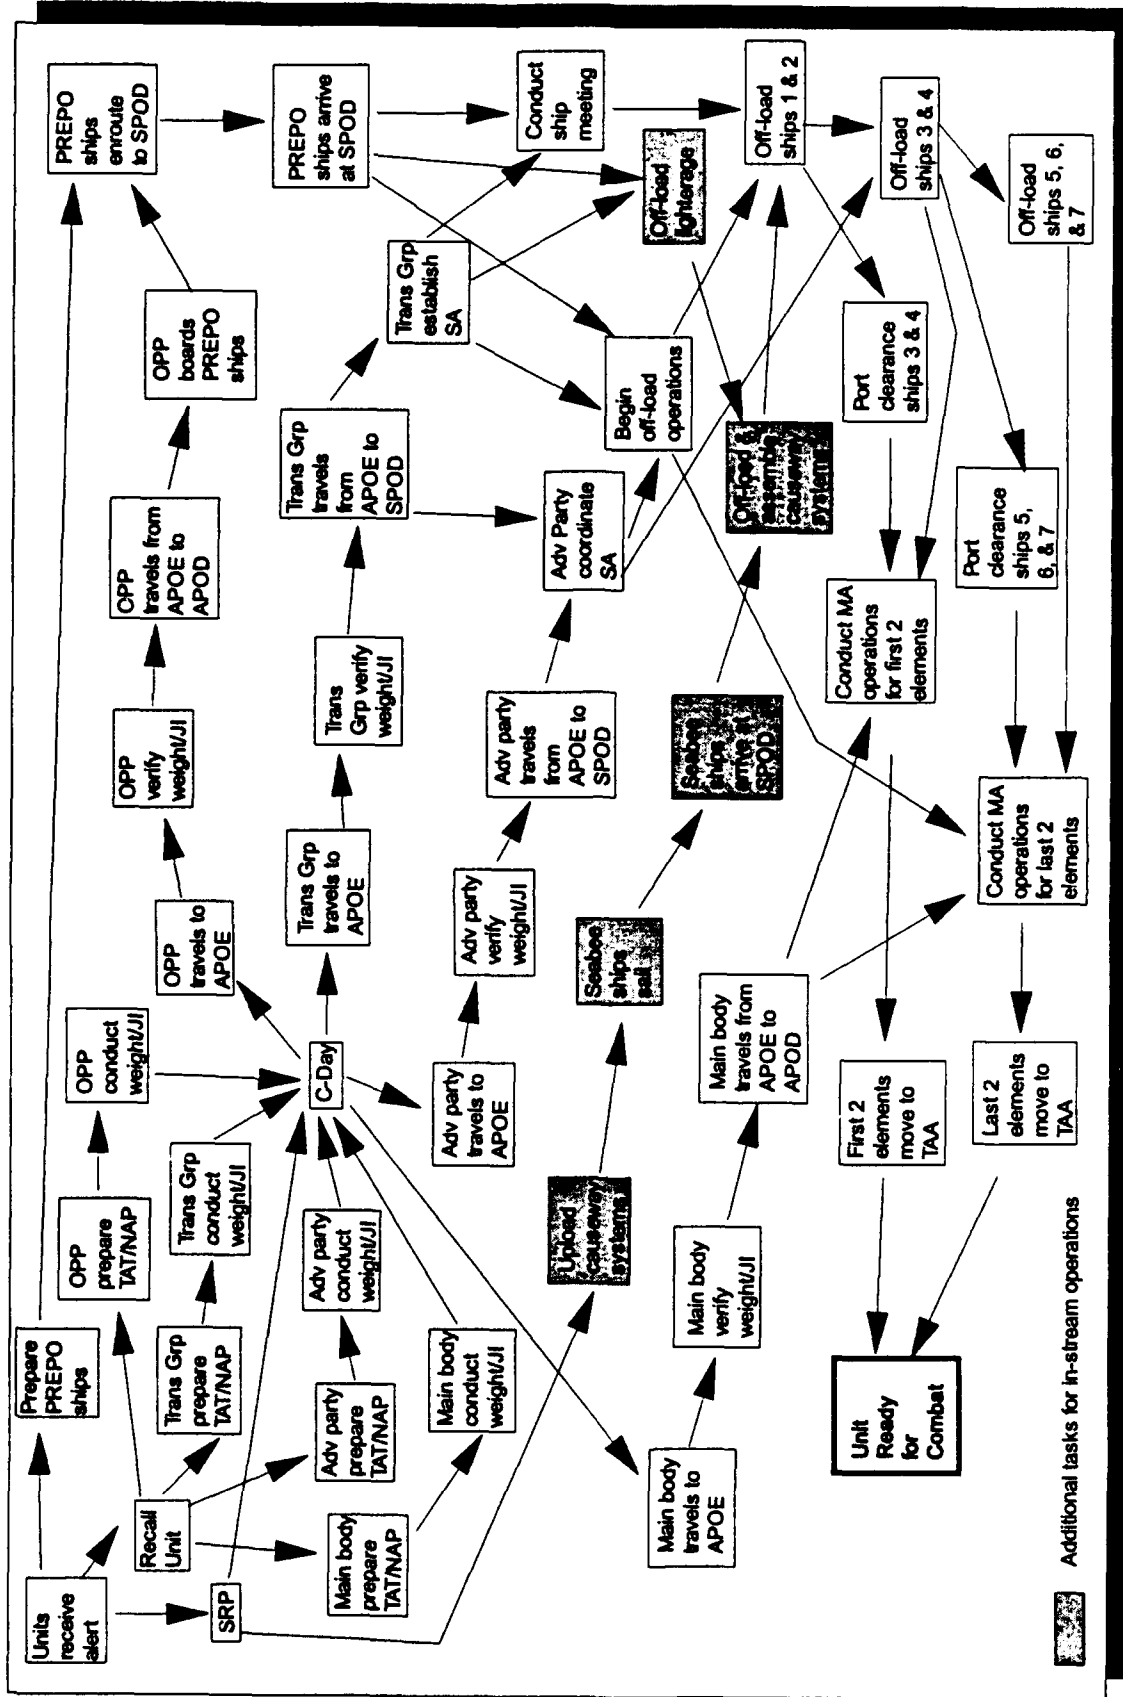 Units
receive
alert
Prepare
PREPO
ships
PREPO
ships
enroute
to SPOD
Recall
Unit
SRP
OPP
prepare
TAT/NAP
OPP
conduct
weight/JI
OPP
travels to
APOE
OPP
verify
weight/JI
OPP
travels from
APOE to
APOD
OPP
boards
PREPO
ships
PREPO
ships arrive
at SPOD
Trans Grp
prepare
TAT/NAP
Trans Grp
conduct
weight/JI
C-Day
Trans Grp
travels to
APOE
Trans
Grp verify
weight/JI
Trans Grp
travels
from
APOE to
SPOD
Trans Grp
establish
SA
Conduct
ship
meeting
Adv party
prepare
TAT/NAP
Adv party
conduct
weight/JI
Adv party
travels to
APOE
Adv party
verify
weight/JI
Adv party
travels
from
APOE to
SPOD
Adv Party
coordinate
SA
Begin
off-load
operations
Off-load
lighterage
Off-load
ships 1 & 2
Main body
prepare
TAT/NAP
Main body
conduct
weight/JI
Upload
causeway
systems
Seabee
ships
sail
Seabee
ships
arrive at
SPOD
Off-load &
assemble
causeway
systems
Port
clearance
ships 3 & 4
Off-load
ships 3 & 4
Main body
travels to
APOE
Main body
verify
weight/JI
Main body
travels from
APOE to
APOD
Conduct MA
operations
for first 2
elements
Port
clearance
ships 5,
6, & 7
Off-load
ships 5, 6,
& 7
Unit
Ready
for
Combat
First 2
elements
move to
TAA
Last 2
elements
move to
TAA
Conduct MA
operations
for last 2
elements
Additional tasks for in-stream operations